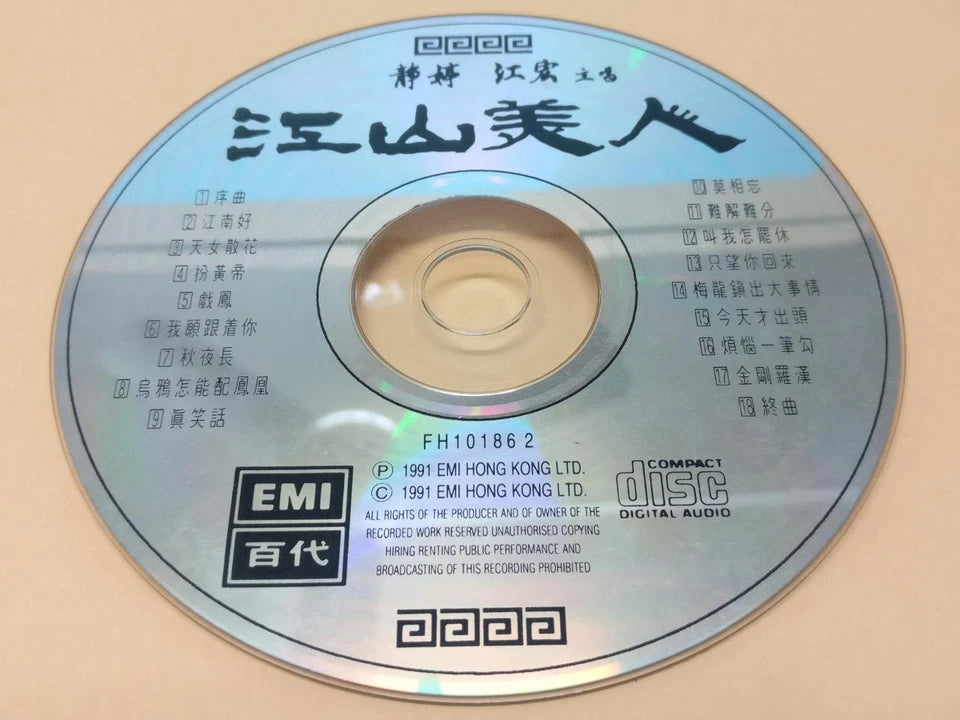 靜婷 江宏 主唱
江山美人
1 序曲
2 江南好
3 天女散花
4 扮黃帝
5 戲鳳
6 我願跟着你
7 秋夜長
8 烏鴉怎能配鳳凰
9 眞笑話
10 莫相忘
11 難解難分
12 叫我怎罷休
13 只望你回來
14 梅龍鎭出大事情
15 今天才出頭
16 煩惱一筆勾
17 金剛羅漢
18 終曲
FH10186 2
Ⓟ 1991 EMI HONG KONG LTD.
© 1991 EMI HONG KONG LTD.
ALL RIGHTS OF THE PRODUCER AND OF OWNER OF THE
RECORDED WORK RESERVED UNAUTHORISED COPYING
HIRING RENTING PUBLIC PERFORMANCE AND
BROADCASTING OF THIS RECORDING PROHIBITED
EMI
百代
COMPACT
disc
DIGITAL AUDIO